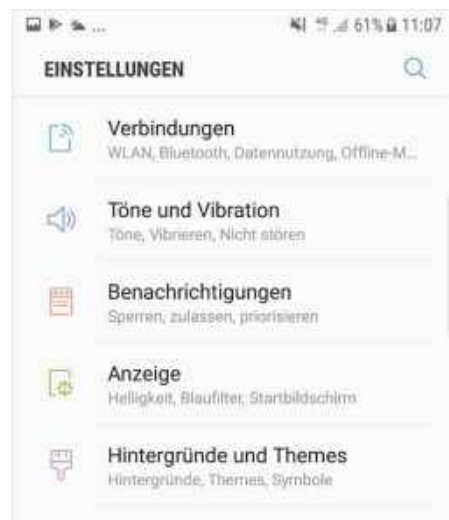 ... 61% 11:07
EINSTELLUNGEN
Verbindungen
WLAN, Bluetooth, Datennutzung, Offline-M...
Töne und Vibration
Töne, Vibrieren, Nicht stören
Benachrichtigungen
Sperren, zulassen, priorisieren
Anzeige
Helligkeit, Blaufilter, Startbildschirm
Hintergründe und Themes
Hintergründe, Themes, Symbole